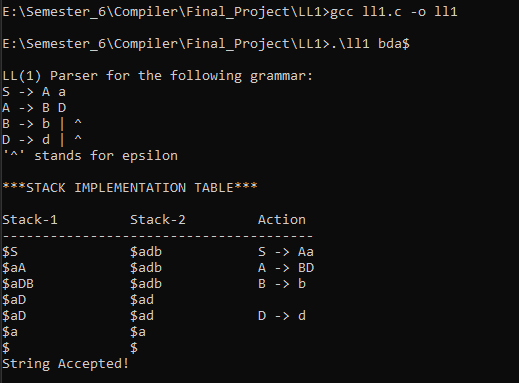 E:\Semester_6\Compiler\Final_Project\LL1>gcc ll1.c -o ll1
E:\Semester_6\Compiler\Final_Project\LL1>.\ll1 bda$
LL(1) Parser for the following grammar:
S -> A a
A -> B D
B -> b | ^
D -> d | ^
'^' stands for epsilon
***STACK IMPLEMENTATION TABLE***
Stack-1 Stack-2 Action
---------------------------------------
$S $adb S -> Aa
$aA $adb A -> BD
$aDB $adb B -> b
$aD $ad
$aD $ad D -> d
$a $a
$ $
String Accepted!